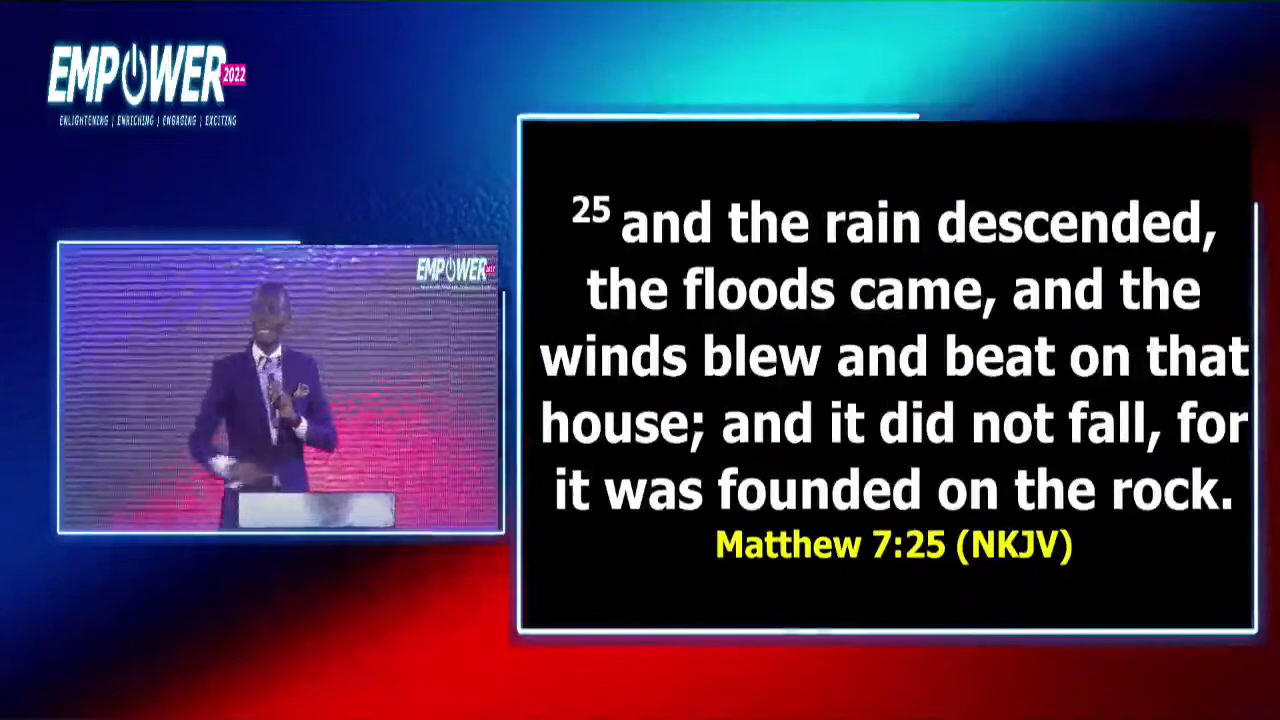 EMPOWER
2022
ENLIGHTENING | ENRICHING | ENGAGING | EXCITING
EMPOWER
25 and the rain descended,
the floods came, and the
winds blew and beat on that
house; and it did not fall, for
it was founded on the rock.
Matthew 7:25 (NKJV)